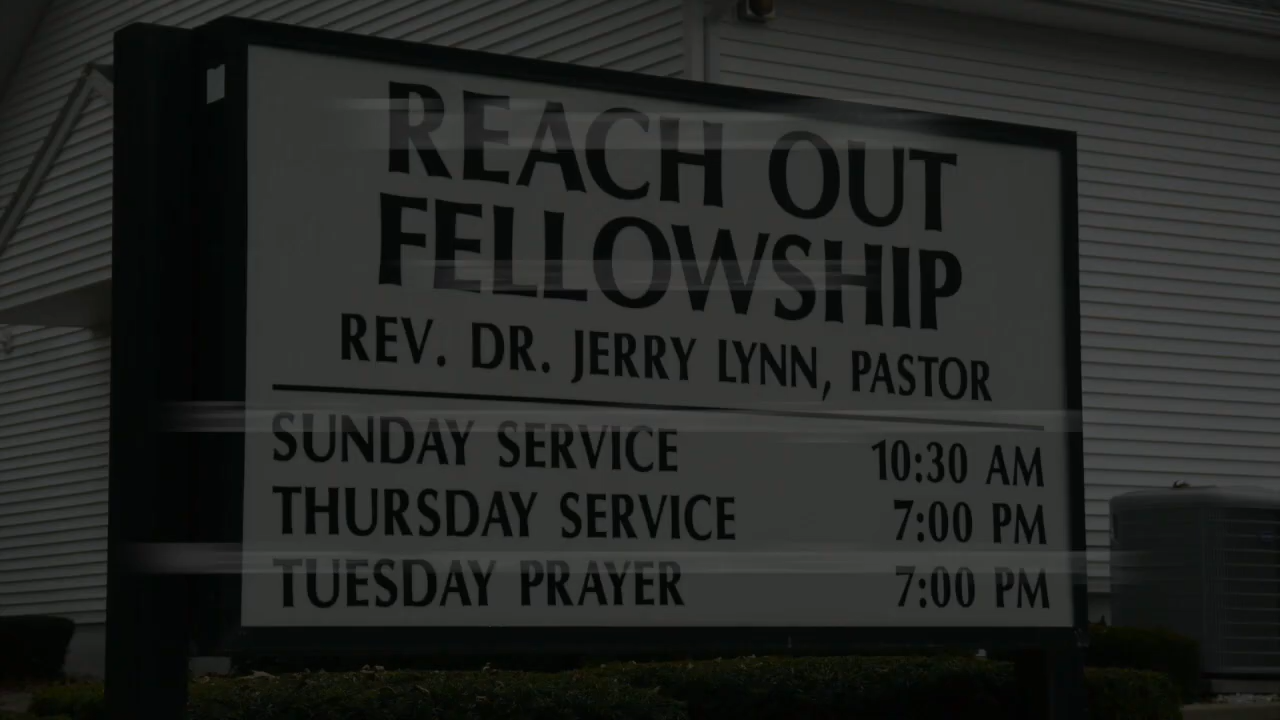 REACH OUT
FELLOWSHIP
REV. DR. JERRY LYNN, PASTOR
SUNDAY SERVICE 10:30 AM
THURSDAY SERVICE 7:00 PM
TUESDAY PRAYER 7:00 PM